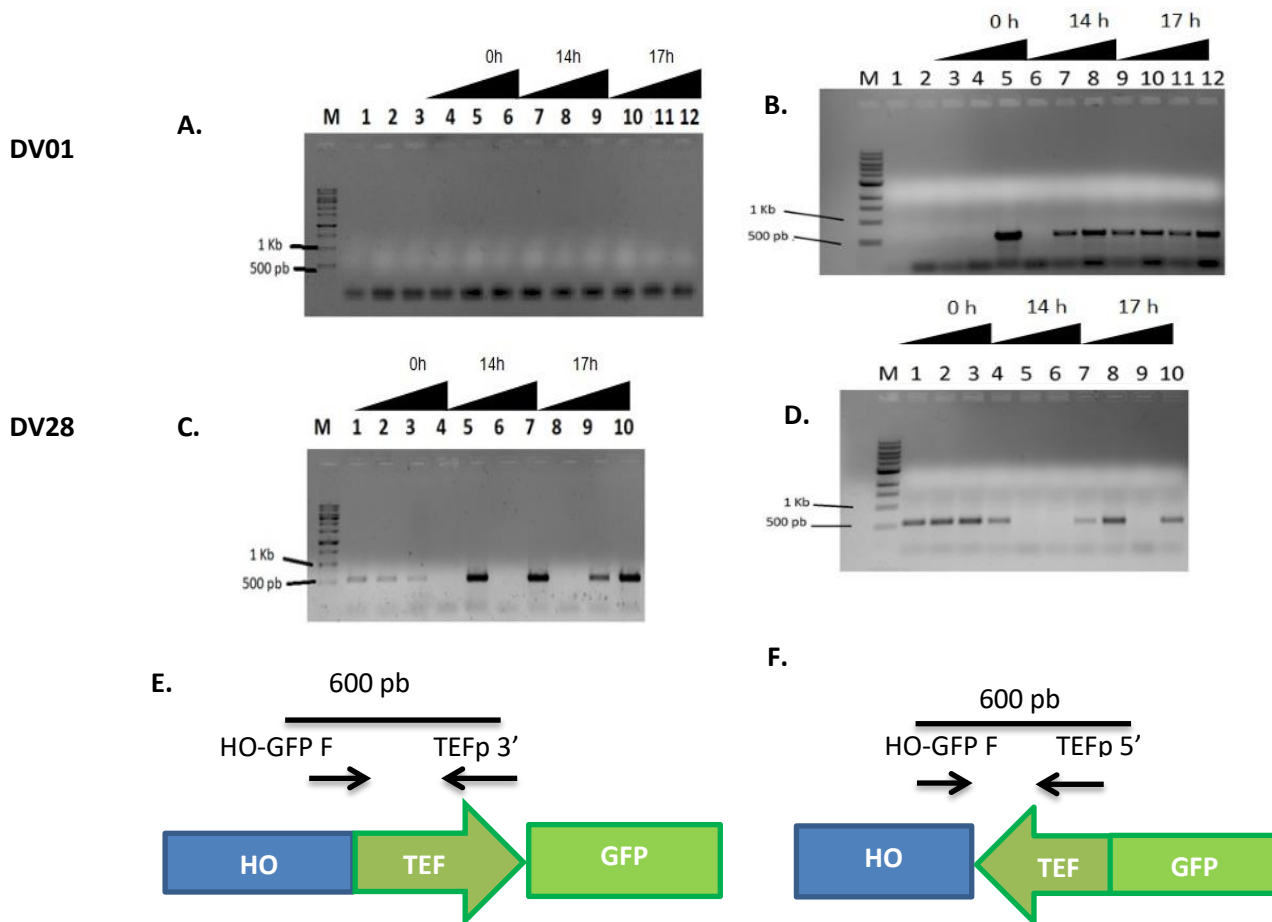 DV01
A.
0h 14h 17h
M 1 2 3 4 5 6 7 8 9 10 11 12
1 Kb
500 pb
B.
0 h 14 h 17 h
M 1 2 3 4 5 6 7 8 9 10 11 12
1 Kb
500 pb
DV28
C.
0h 14h 17h
M 1 2 3 4 5 6 7 8 9 10
1 Kb
500 pb
D.
0 h 14 h 17 h
M 1 2 3 4 5 6 7 8 9 10
1 Kb
500 pb
E.
600 pb
HO-GFP F TEFp 3’
HO TEF GFP
F.
600 pb
HO-GFP F TEFp 5’
HO TEF GFP